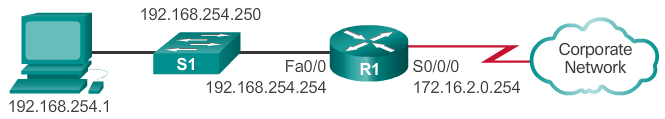 192.168.254.250
S1
192.168.254.1
Fa0/0
192.168.254.254
R1
S0/0/0
172.16.2.0.254
Corporate
Network